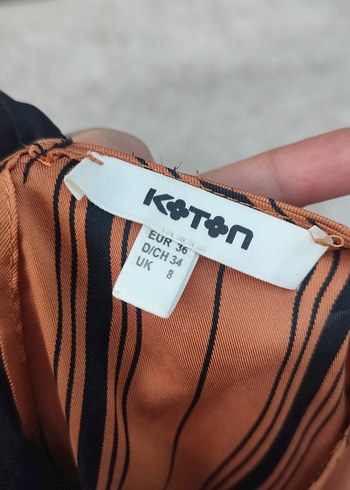 KOTON
EUR 36
D/CH 34
UK 8